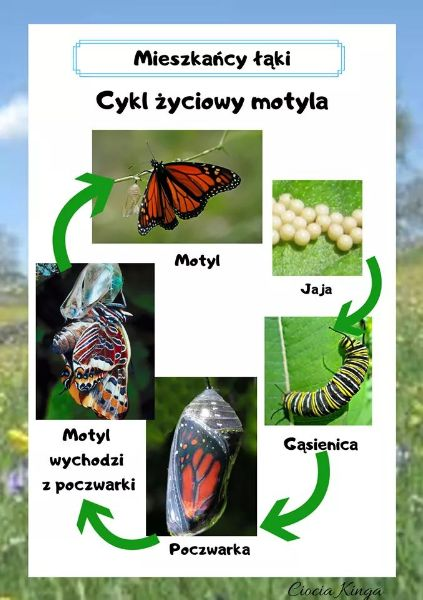 Mieszkańcy łąki
Cykl życiowy motyla
Motyl
Jaja
Gąsienica
Motyl
wychodzi
z poczwarki
Poczwarka
Ciocia Kinga